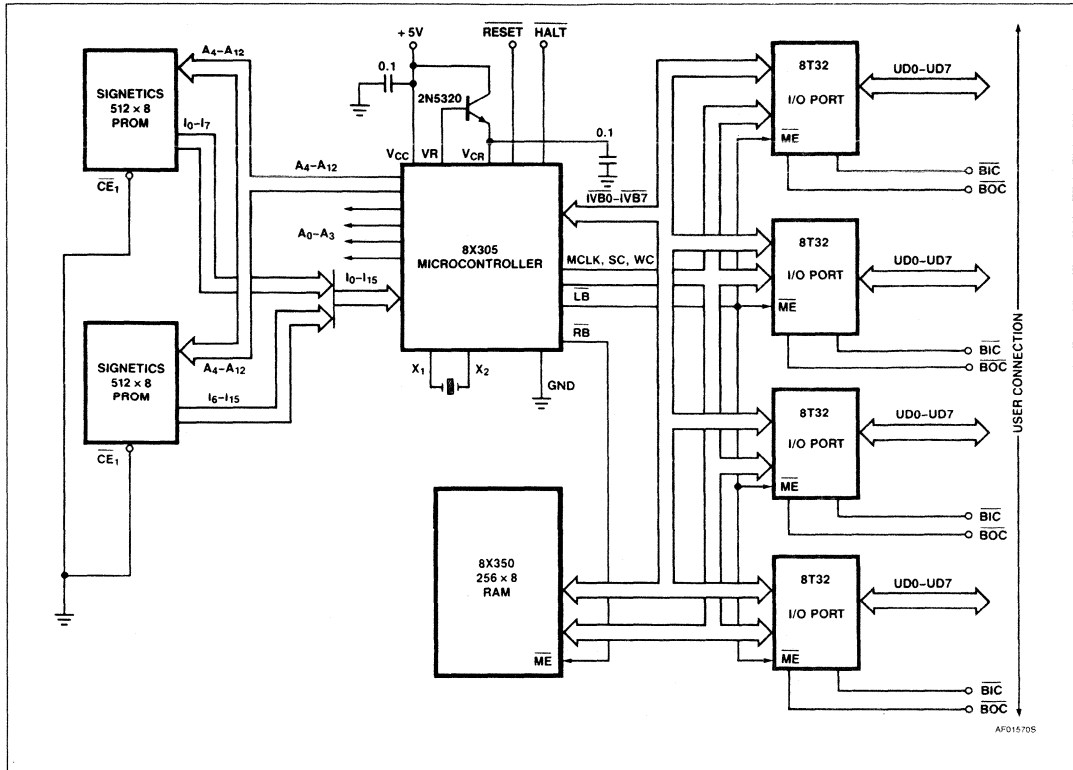 A4–A12
SIGNETICS
512 × 8
PROM
I0–I7
CE1
+5V
0.1
2N5320
RESET
HALT
0.1
VCC
VR
VCR
A4–A12
A0–A3
I0–I15
8X305
MICROCONTROLLER
IVB0–IVB7
MCLK, SC, WC
LB
RB
X1
X2
GND
SIGNETICS
512 × 8
PROM
A4–A12
I6–I15
CE1
8X350
256 × 8
RAM
ME
8T32
I/O PORT
ME
UD0–UD7
BIC
BOC
8T32
I/O PORT
ME
UD0–UD7
BIC
BOC
8T32
I/O PORT
ME
UD0–UD7
BIC
BOC
8T32
I/O PORT
ME
UD0–UD7
BIC
BOC
USER CONNECTION
AF01570S